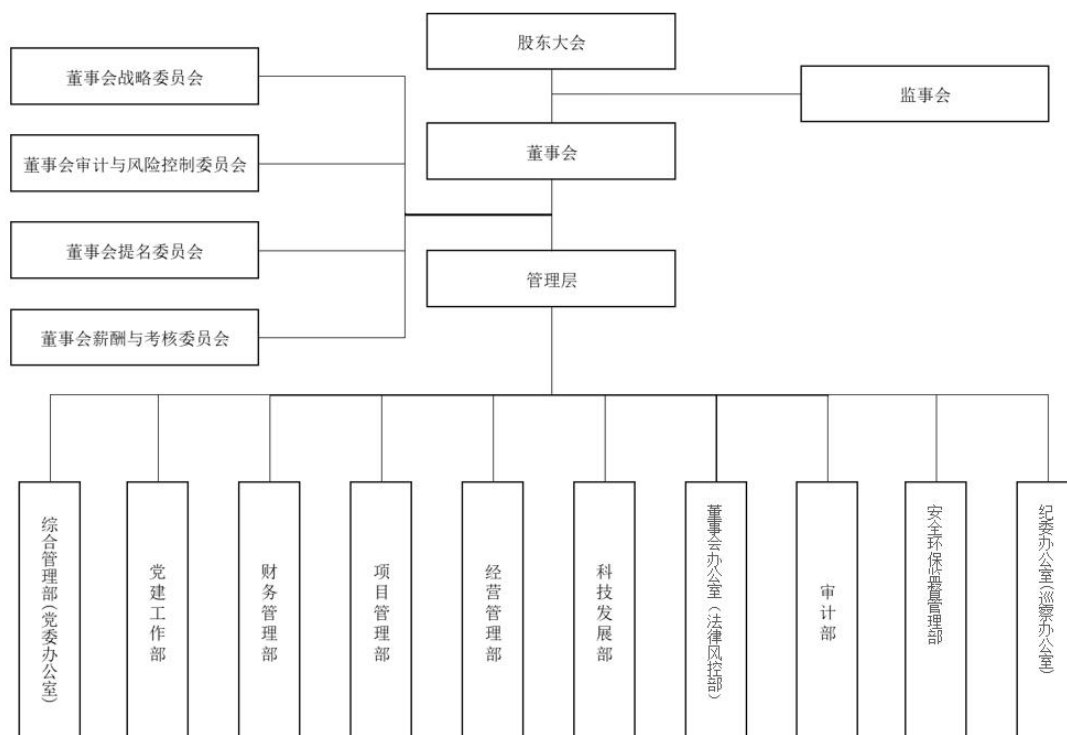 股东大会
董事会战略委员会
监事会
董事会
董事会审计与风险控制委员会
董事会提名委员会
管理层
董事会薪酬与考核委员会
综合管理部(党委办公室)
党建工作部
财务管理部
项目管理部
经营管理部
科技发展部
董事会办公室(法律风控部)
审计部
安全环保监督管理部
纪委办公室(巡察办公室)